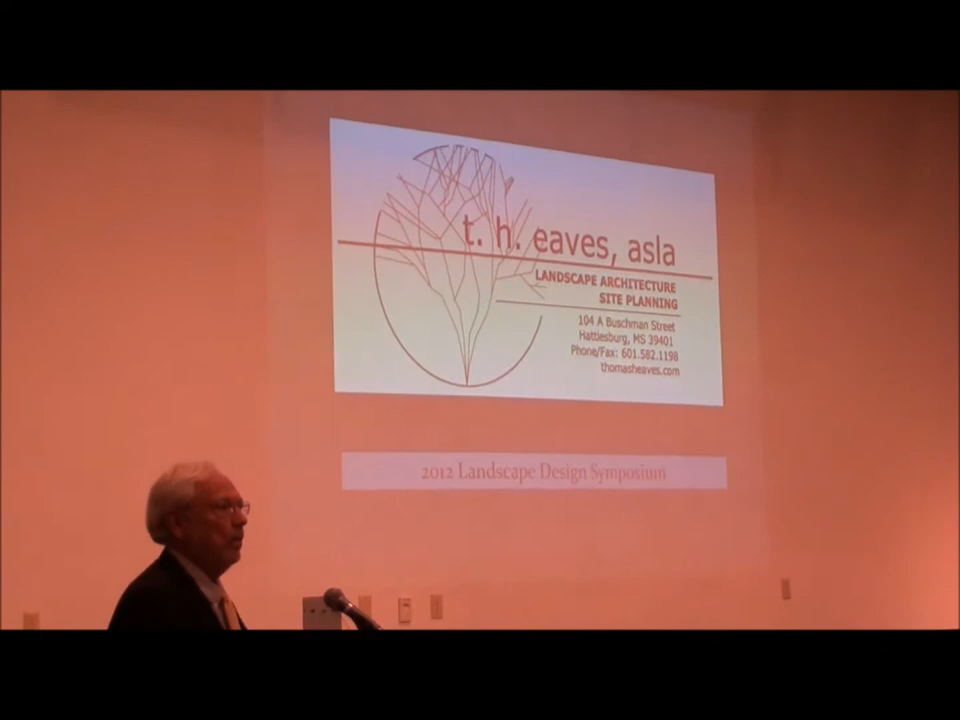 t. h. eaves, asla
LANDSCAPE ARCHITECTURE
SITE PLANNING
104 A Buschman Street
Hattiesburg, MS 39401
Phone/Fax: 601.582.1198
thomasheaves.com
2012 Landscape Design Symposium